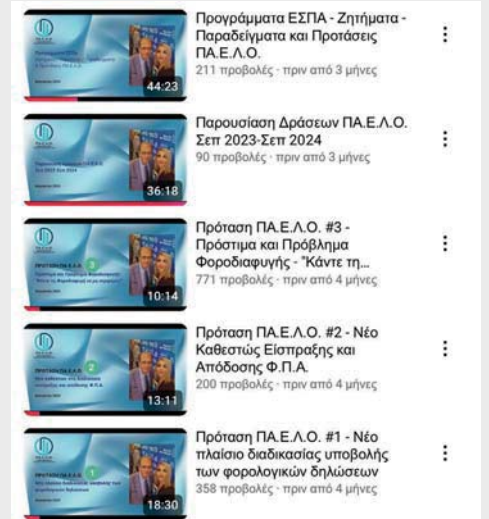 Προγράμματα ΕΣΠΑ - Ζητήματα -
Παραδείγματα και Προτάσεις
ΠΑ.Ε.Λ.Ο.
211 προβολές · πριν από 3 μήνες
44:23
Παρουσίαση Δράσεων ΠΑ.Ε.Λ.Ο.
Σεπ 2023-Σεπ 2024
90 προβολές · πριν από 3 μήνες
36:18
Πρόταση ΠΑ.Ε.Λ.Ο. #3 -
Πρόστιμα και Πρόβλημα
Φοροδιαφυγής - "Κάντε τη...
771 προβολές · πριν από 4 μήνες
3
10:14
Πρόταση ΠΑ.Ε.Λ.Ο. #2 - Νέο
Καθεστώς Είσπραξης και
Απόδοσης Φ.Π.Α.
200 προβολές · πριν από 4 μήνες
2
13:11
Πρόταση ΠΑ.Ε.Λ.Ο. #1 - Νέο
πλαίσιο διαδικασίας υποβολής
των φορολογικών δηλώσεων
358 προβολές · πριν από 4 μήνες
1
18:30